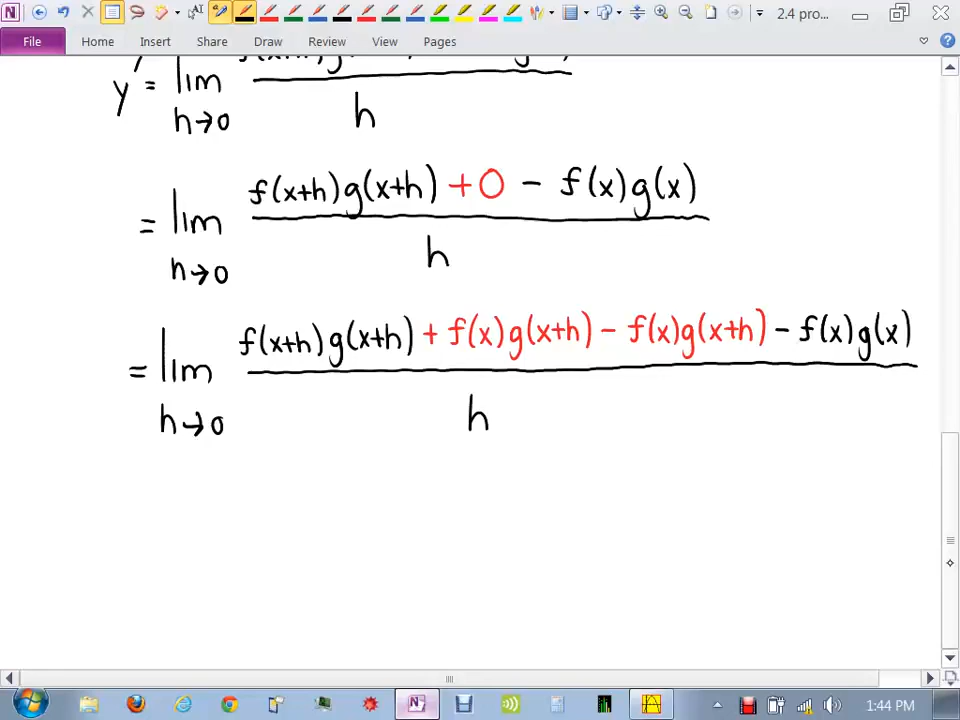 2.4 pro...
File Home Insert Share Draw Review View Pages
y' = lim
h→0 h
= lim f(x+h)g(x+h) +0 − f(x)g(x)
h→0 h
= lim f(x+h)g(x+h) + f(x)g(x+h) − f(x)g(x+h) − f(x)g(x)
h→0 h
1:44 PM